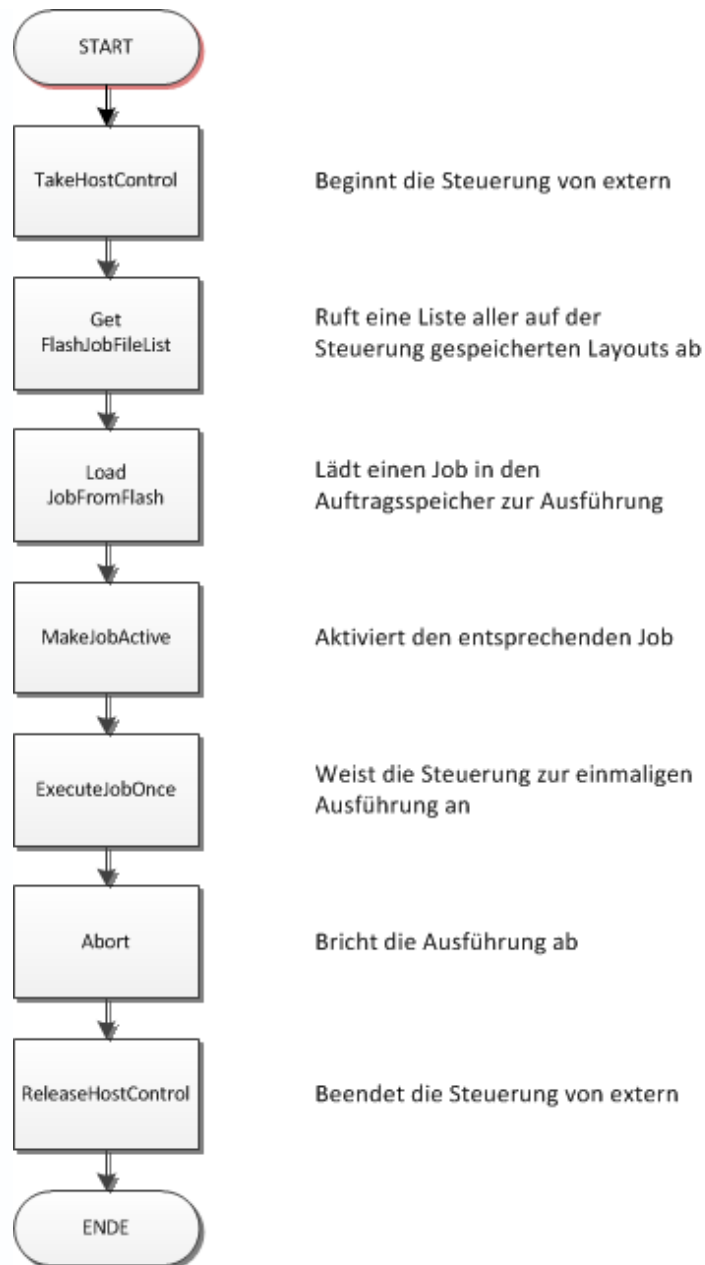 START
TakeHostControl
Beginnt die Steuerung von extern
Get
FlashJobFileList
Ruft eine Liste aller auf der
Steuerung gespeicherten Layouts ab
Load
JobFromFlash
Lädt einen Job in den
Auftragsspeicher zur Ausführung
MakeJobActive
Aktiviert den entsprechenden Job
ExecuteJobOnce
Weist die Steuerung zur einmaligen
Ausführung an
Abort
Bricht die Ausführung ab
ReleaseHostControl
Beendet die Steuerung von extern
ENDE